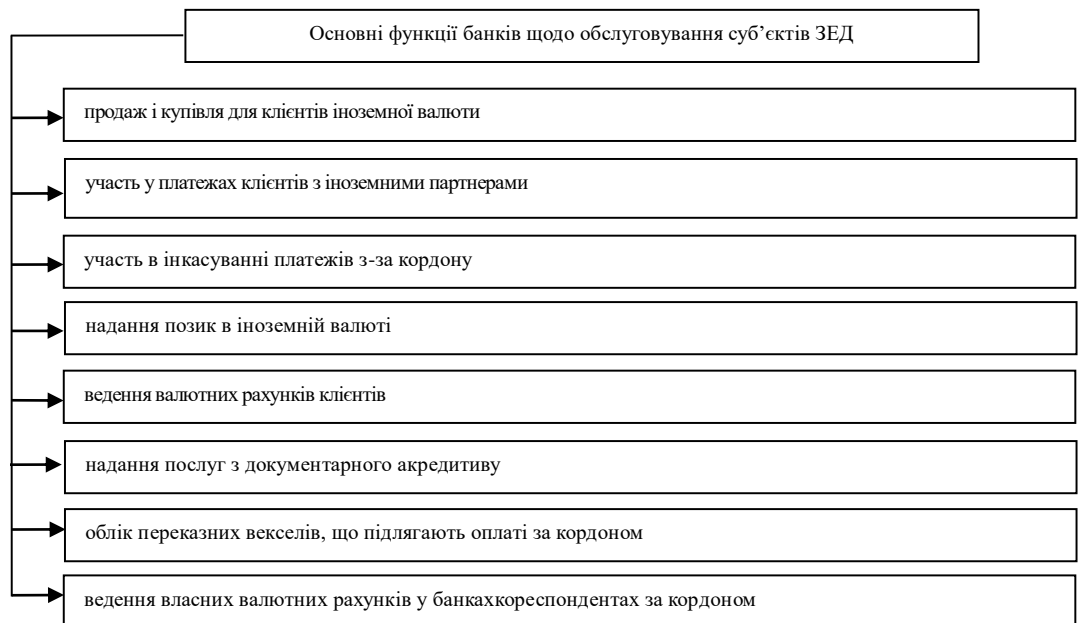 Основні функції банків щодо обслуговування суб’єктів ЗЕД
продаж і купівля для клієнтів іноземної валюти
участь у платежах клієнтів з іноземними партнерами
участь в інкасуванні платежів з-за кордону
надання позик в іноземній валюті
ведення валютних рахунків клієнтів
надання послуг з документарного акредитиву
облік переказних векселів, що підлягають оплаті за кордоном
ведення власних валютних рахунків у банкахкореспондентах за кордоном